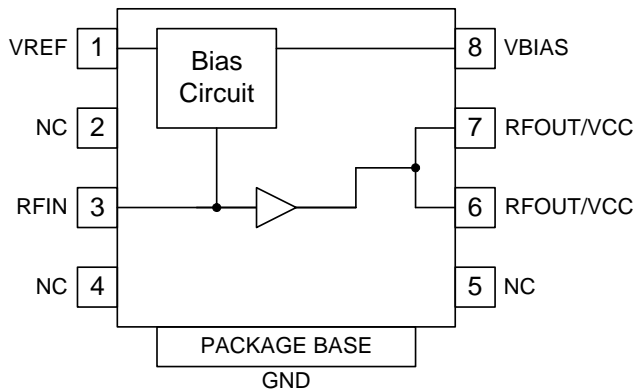 VREF 1 Bias Circuit 8 VBIAS
NC 2 7 RFOUT/VCC
RFIN 3 6 RFOUT/VCC
NC 4 5 NC
PACKAGE BASE
GND